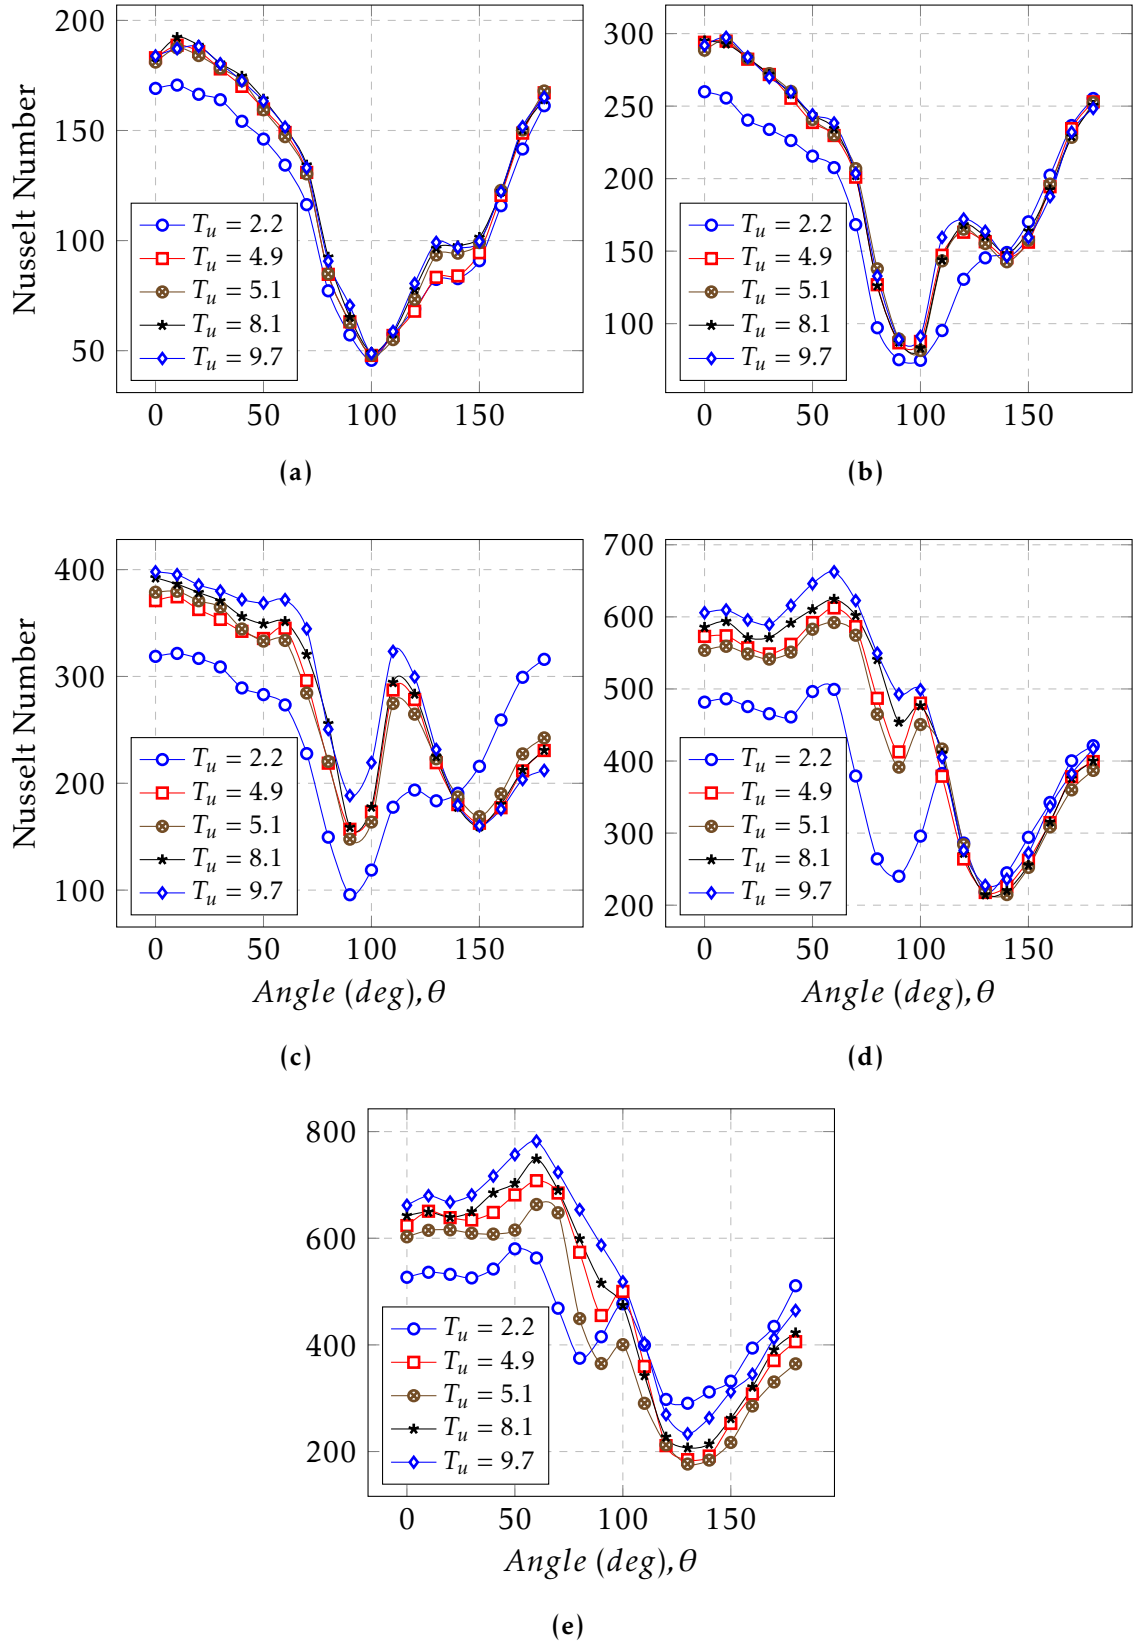 200
150
100
50
Nusselt Number
T_u = 2.2
T_u = 4.9
T_u = 5.1
T_u = 8.1
T_u = 9.7
0 50 100 150
(a)
300
250
200
150
100
T_u = 2.2
T_u = 4.9
T_u = 5.1
T_u = 8.1
T_u = 9.7
0 50 100 150
(b)
400
300
200
100
Nusselt Number
T_u = 2.2
T_u = 4.9
T_u = 5.1
T_u = 8.1
T_u = 9.7
0 50 100 150
Angle (deg), θ
(c)
700
600
500
400
300
200
T_u = 2.2
T_u = 4.9
T_u = 5.1
T_u = 8.1
T_u = 9.7
0 50 100 150
Angle (deg), θ
(d)
800
600
400
200
T_u = 2.2
T_u = 4.9
T_u = 5.1
T_u = 8.1
T_u = 9.7
0 50 100 150
Angle (deg), θ
(e)